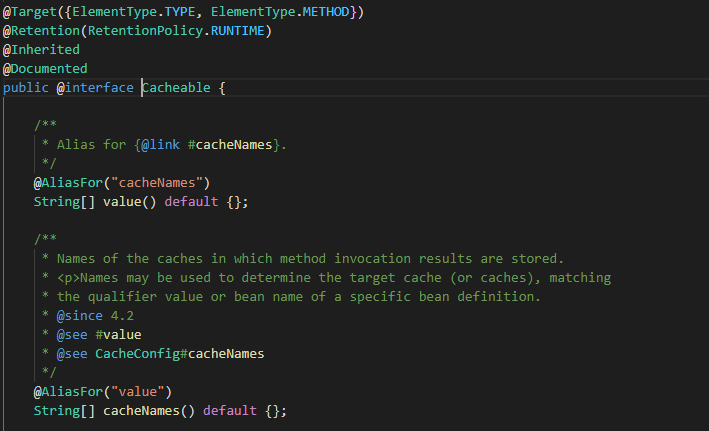 @Target({ElementType.TYPE, ElementType.METHOD})
@Retention(RetentionPolicy.RUNTIME)
@Inherited
@Documented
public @interface Cacheable {
/**
* Alias for {@link #cacheNames}.
*/
@AliasFor("cacheNames")
String[] value() default {};
/**
* Names of the caches in which method invocation results are stored.
* <p>Names may be used to determine the target cache (or caches), matching
* the qualifier value or bean name of a specific bean definition.
* @since 4.2
* @see #value
* @see CacheConfig#cacheNames
*/
@AliasFor("value")
String[] cacheNames() default {};